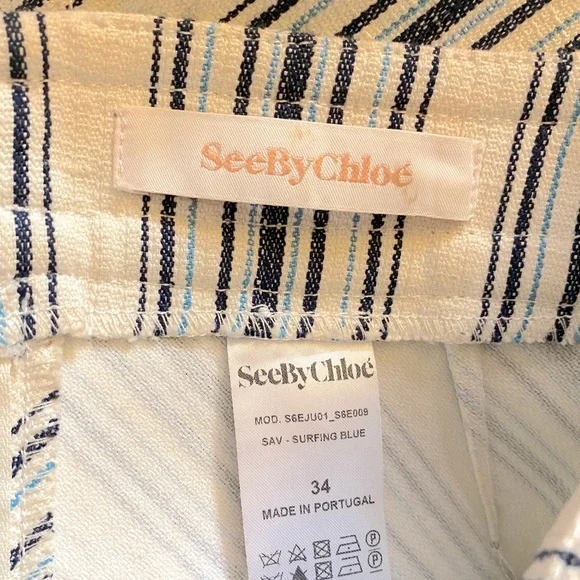 SeeByChloé
SeeByChloé
MOD. S6EJU01_S6E009
SAV - SURFING BLUE
34
MADE IN PORTUGAL
P
P